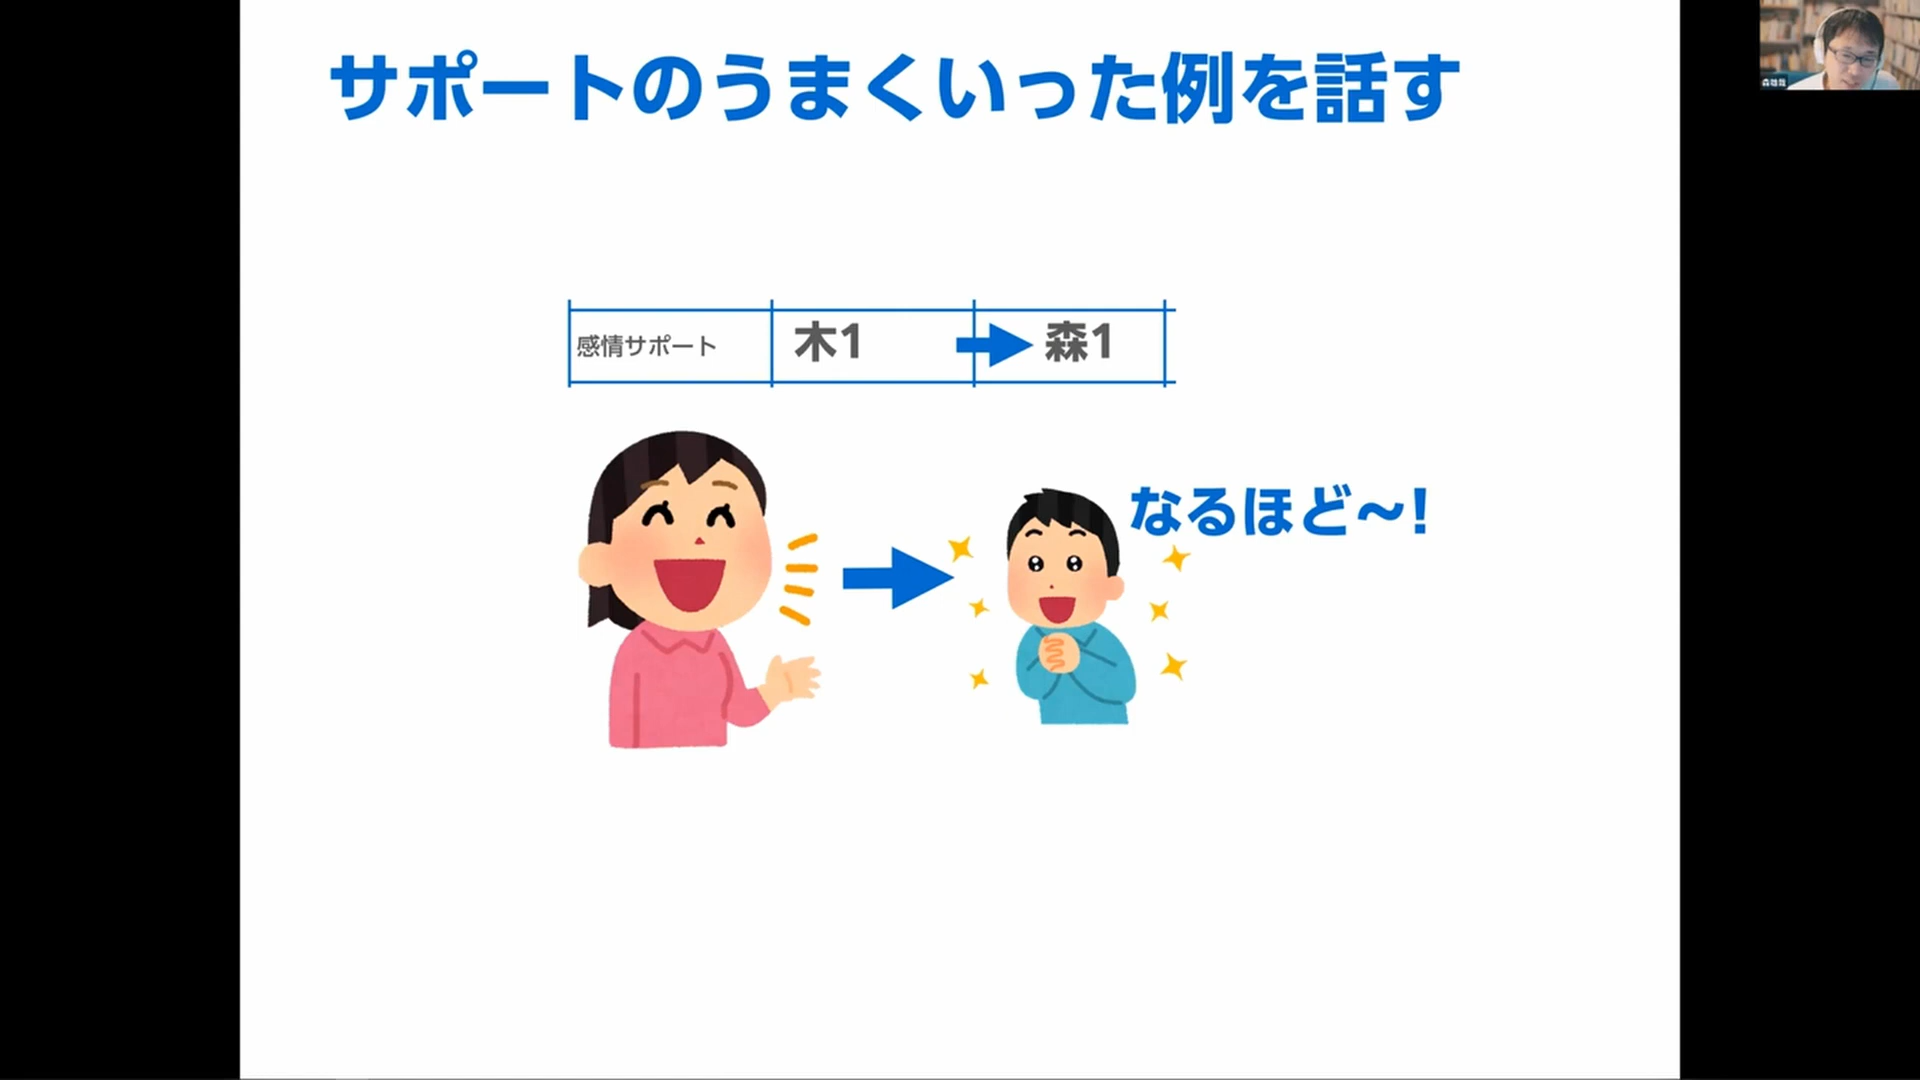 サポートのうまくいった例を話す
感情サポート 木1 森1
なるほど〜!